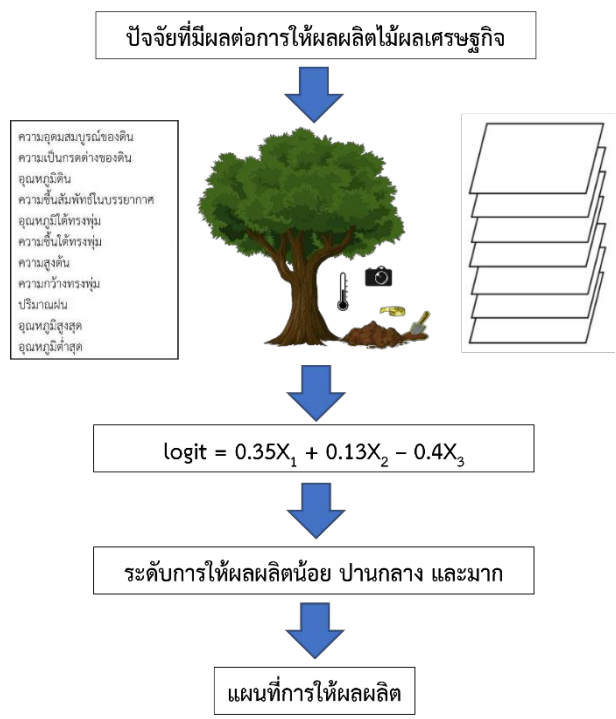 ปัจจัยที่มีผลต่อการให้ผลผลิตไม้ผลเศรษฐกิจ
ความอุดมสมบูรณ์ของดิน
ความเป็นกรดด่างของดิน
อุณหภูมิดิน
ความชื้นสัมพัทธ์ในบรรยากาศ
อุณหภูมิใต้ทรงพุ่ม
ความชื้นใต้ทรงพุ่ม
ความสูงต้น
ความกว้างทรงพุ่ม
ปริมาณฝน
อุณหภูมิสูงสุด
อุณหภูมิต่ำสุด
logit = 0.35X₁ + 0.13X₂ − 0.4X₃
ระดับการให้ผลผลิตน้อย ปานกลาง และมาก
แผนที่การให้ผลผลิต